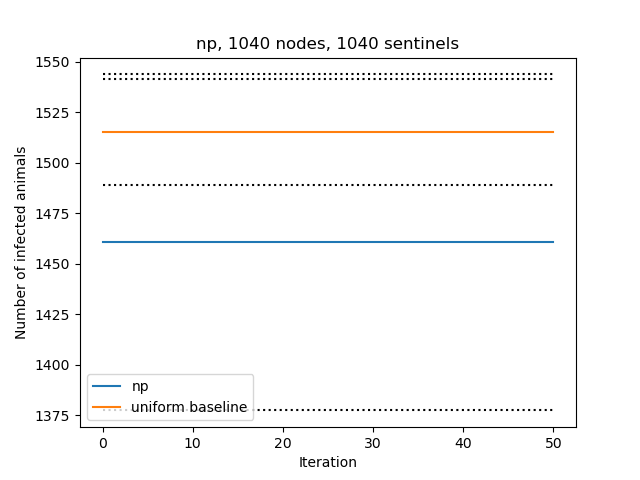 np, 1040 nodes, 1040 sentinels
Number of infected animals
1550
1525
1500
1475
1450
1425
1400
1375
np
uniform baseline
0 10 20 30 40 50
Iteration